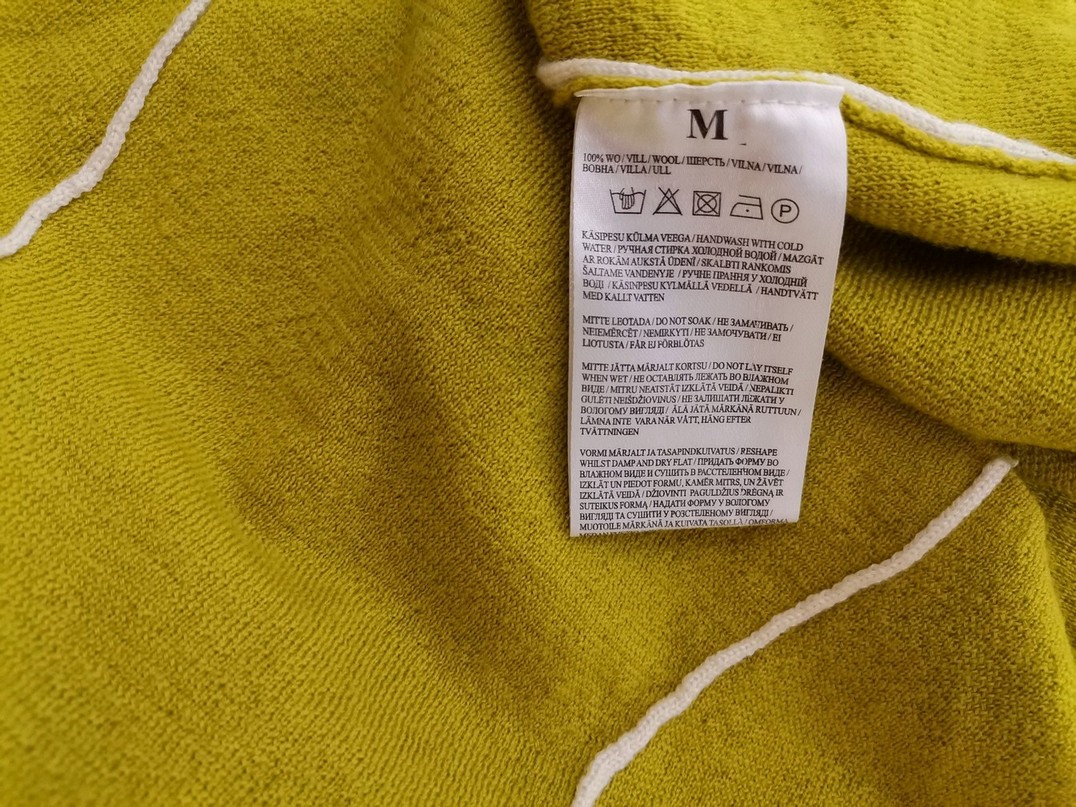 M
100% WO / VILL / WOOL / ШЕРСТЬ / VILNA / VILNA /
ВОВНА / VILLA / ULL
P
KÄSIPESU KÜLMA VEEGA / HANDWASH WITH COLD
WATER / РУЧНАЯ СТИРКА ХОЛОДНОЙ ВОДОЙ / MAZGĀT
AR ROKĀM AUKSTĀ ŪDENĪ / SKALBTI RANKOMIS
ŠALTAME VANDENYJE / РУЧНЕ ПРАННЯ У ХОЛОДНІЙ
ВОДІ / KÄSINPESU KYLMÄLLÄ VEDELLÄ / HANDTVÄTT
MED KALLT VATTEN
MITTE LEOTADA / DO NOT SOAK / НЕ ЗАМАЧИВАТЬ /
NEIEMĒRCĒT / NEMIRKYTI / НЕ ЗАМОЧУВАТИ / EI
LIOTUSTA / FÅR EJ FÖRBLÖTAS
MITTE JÄTTA MÄRJALT KORTSU / DO NOT LAY ITSELF
WHEN WET / НЕ ОСТАВЛЯТЬ ЛЕЖАТЬ ВО ВЛАЖНОМ
ВИДЕ / MITRU NEATSTĀT IZKLĀTĀ VEIDĀ / NEPALIKTI
GULĖTI NEIŠDŽIOVINUS / НЕ ЗАЛИШАТИ ЛЕЖАТИ У
ВОЛОГОМУ ВИГЛЯДІ / ÄLÄ JÄTÄ MÄRKÄNÄ RUTTUUN /
LÄMNA INTE VARA NÄR VÅTT, HÄNG EFTER
TVÄTTNINGEN
VORMI MÄRJALT JA TASAPINDKUIVATUS / RESHAPE
WHILST DAMP AND DRY FLAT / ПРИДАТЬ ФОРМУ ВО
ВЛАЖНОМ ВИДЕ И СУШИТЬ В РАССТЕЛЕННОМ ВИДЕ /
IZKLĀT UN PIEDOT FORMU, KAMĒR MITRS, UN ŽĀVĒT
IZKLĀTĀ VEIDĀ / DŽIOVINTI PAGULDŽIUS DRĖGNĄ IR
SUTEIKUS FORMĄ / НАДАТИ ФОРМУ У ВОЛОГОМУ
ВИГЛЯДІ ТА СУШИТИ У РОЗСТЕЛЕНОМУ ВИГЛЯДІ /
MUOTOILE MÄRKÄNÄ JA KUIVATA TASOLLA / OMFORMA